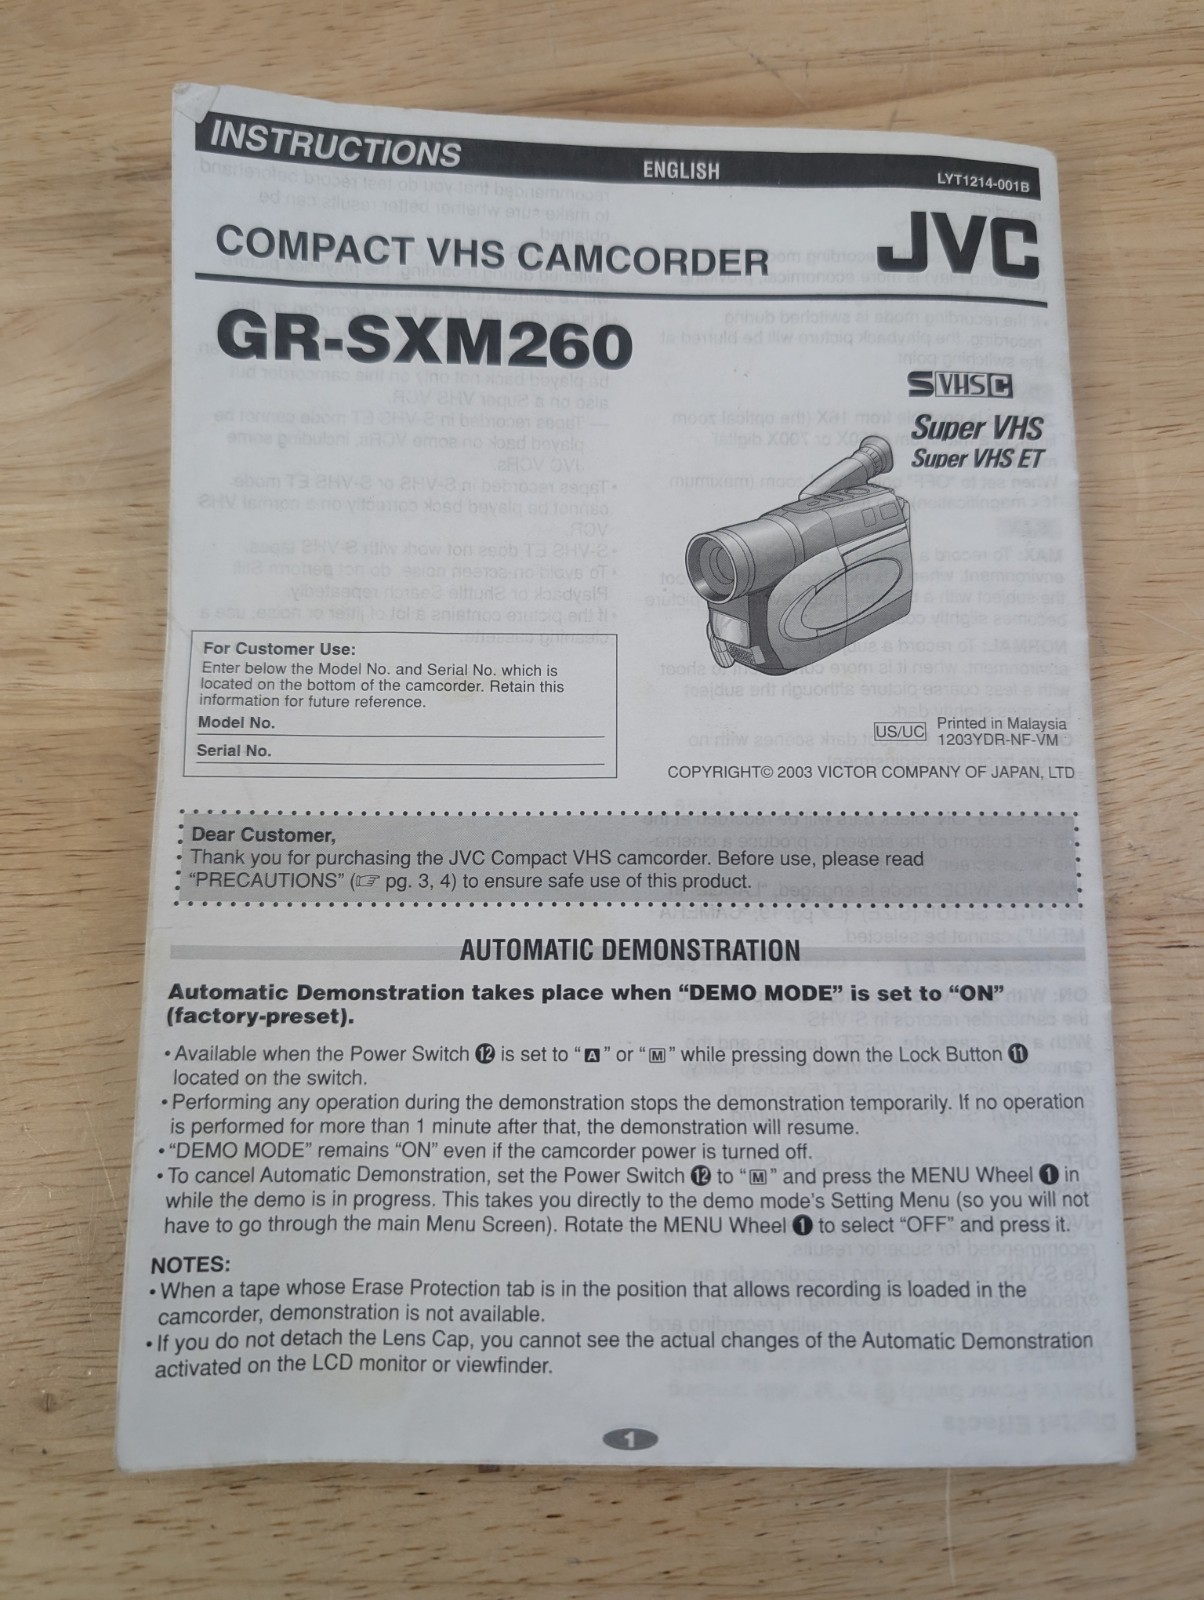 INSTRUCTIONS
ENGLISH
LYT1214-001B
COMPACT VHS CAMCORDER
JVC
GR-SXM260
S VHS C
Super VHS
Super VHS ET
For Customer Use:
Enter below the Model No. and Serial No. which is
located on the bottom of the camcorder. Retain this
information for future reference.
Model No.
Serial No.
US/UC
Printed in Malaysia
1203YDR-NF-VM
COPYRIGHT© 2003 VICTOR COMPANY OF JAPAN, LTD
Dear Customer,
Thank you for purchasing the JVC Compact VHS camcorder. Before use, please read
“PRECAUTIONS” (☞ pg. 3, 4) to ensure safe use of this product.
AUTOMATIC DEMONSTRATION
Automatic Demonstration takes place when “DEMO MODE” is set to “ON”
(factory-preset).
• Available when the Power Switch ⓬ is set to “A” or “M” while pressing down the Lock Button ⓫
located on the switch.
• Performing any operation during the demonstration stops the demonstration temporarily. If no operation
is performed for more than 1 minute after that, the demonstration will resume.
• “DEMO MODE” remains “ON” even if the camcorder power is turned off.
• To cancel Automatic Demonstration, set the Power Switch ⓬ to “M” and press the MENU Wheel ❶ in
while the demo is in progress. This takes you directly to the demo mode’s Setting Menu (so you will not
have to go through the main Menu Screen). Rotate the MENU Wheel ❶ to select “OFF” and press it.
NOTES:
• When a tape whose Erase Protection tab is in the position that allows recording is loaded in the
camcorder, demonstration is not available.
• If you do not detach the Lens Cap, you cannot see the actual changes of the Automatic Demonstration
activated on the LCD monitor or viewfinder.
1